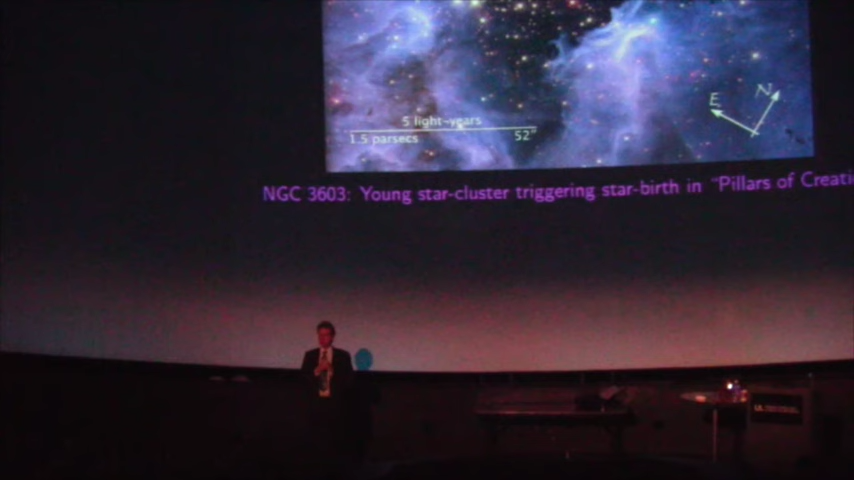 5 light-years
1.5 parsecs 52"
E N
NGC 3603: Young star-cluster triggering star-birth in "Pillars of Creati